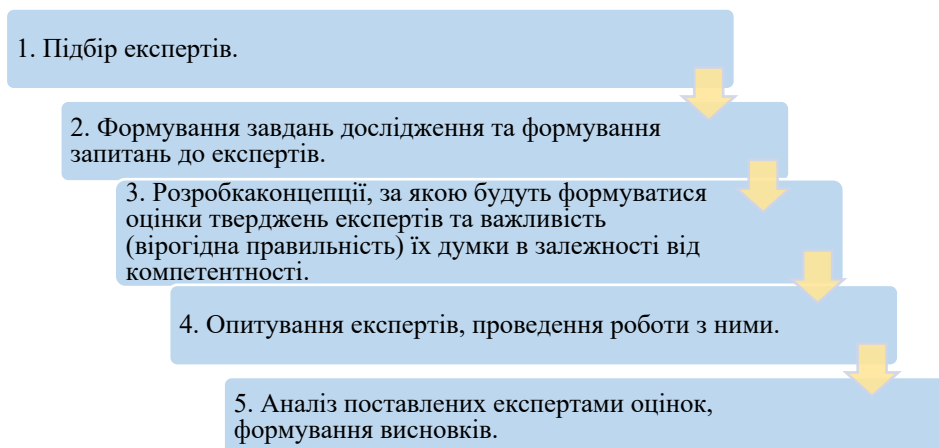 1. Підбір експертів.
2. Формування завдань дослідження та формування
запитань до експертів.
3. Розробкаконцепції, за якою будуть формуватися
оцінки тверджень експертів та важливість
(вірогідна правильність) їх думки в залежності від
компетентності.
4. Опитування експертів, проведення роботи з ними.
5. Аналіз поставлених експертами оцінок,
формування висновків.